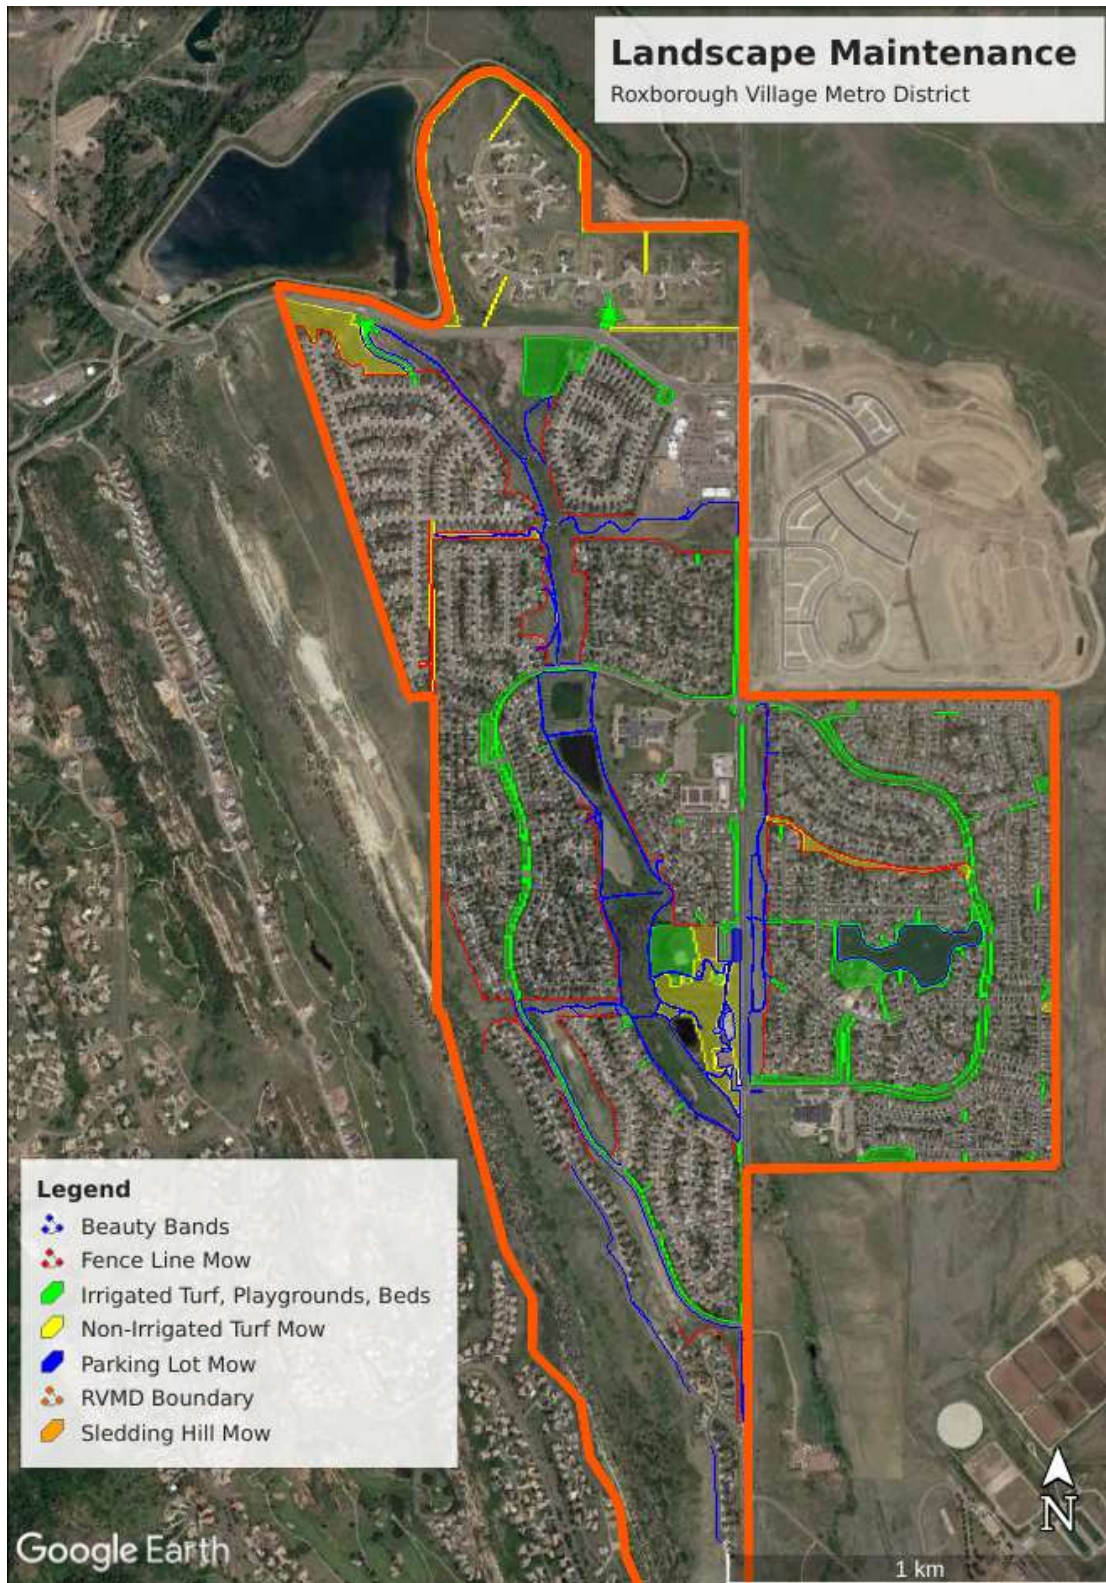 Landscape Maintenance
Roxborough Village Metro District
Legend
Beauty Bands
Fence Line Mow
Irrigated Turf, Playgrounds, Beds
Non-Irrigated Turf Mow
Parking Lot Mow
RVMD Boundary
Sledding Hill Mow
N
Google Earth
1 km